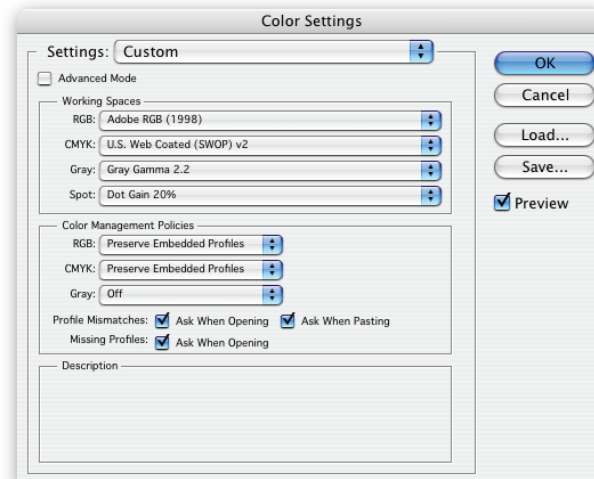 Color Settings
Settings: Custom
OK
Advanced Mode
Cancel
Working Spaces
RGB: Adobe RGB (1998)
CMYK: U.S. Web Coated (SWOP) v2
Load...
Gray: Gray Gamma 2.2
Save...
Spot: Dot Gain 20%
Preview
Color Management Policies
RGB: Preserve Embedded Profiles
CMYK: Preserve Embedded Profiles
Gray: Off
Profile Mismatches: Ask When Opening Ask When Pasting
Missing Profiles: Ask When Opening
Description